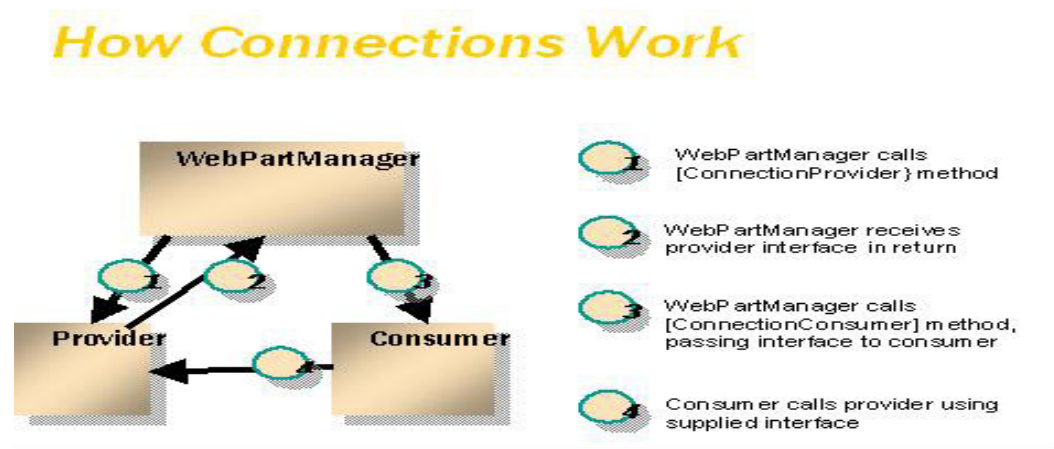 How Connections Work
WebPartManager
1
2
3
Provider
Consumer
4
1
WebPartManager calls
[ConnectionProvider} method
2
WebPartManager receives
provider interface in return
3
WebPartManager calls
[ConnectionConsumer] method,
passing interface to consumer
4
Consumer calls provider using
supplied interface